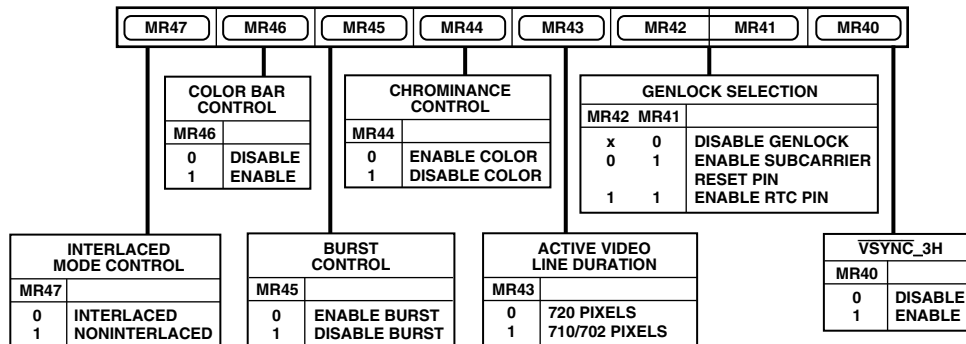 MR47 MR46 MR45 MR44 MR43 MR42 MR41 MR40
COLOR BAR
CONTROL
MR46
0 DISABLE
1 ENABLE
CHROMINANCE
CONTROL
MR44
0 ENABLE COLOR
1 DISABLE COLOR
GENLOCK SELECTION
MR42 MR41
x 0 DISABLE GENLOCK
0 1 ENABLE SUBCARRIER
RESET PIN
1 1 ENABLE RTC PIN
INTERLACED
MODE CONTROL
MR47
0 INTERLACED
1 NONINTERLACED
BURST
CONTROL
MR45
0 ENABLE BURST
1 DISABLE BURST
ACTIVE VIDEO
LINE DURATION
MR43
0 720 PIXELS
1 710/702 PIXELS
VSYNC_3H
MR40
0 DISABLE
1 ENABLE